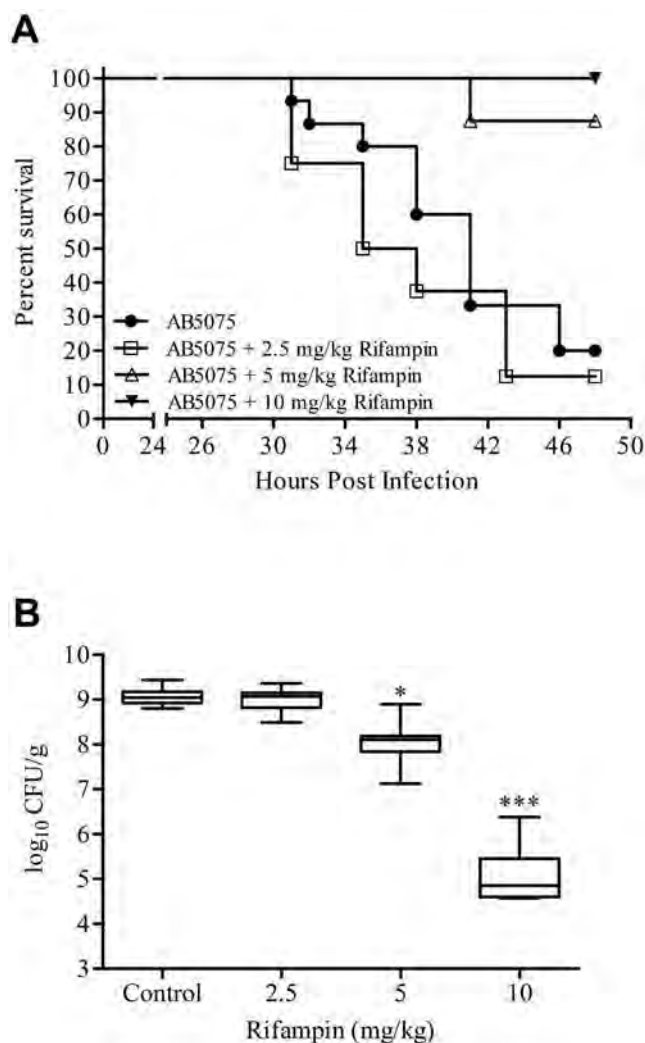 A
100
90
80
70
60
50
40
30
20
10
0
Percent survival
AB5075
AB5075 + 2.5 mg/kg Rifampin
AB5075 + 5 mg/kg Rifampin
AB5075 + 10 mg/kg Rifampin
0 24 26 30 34 38 42 46 50
Hours Post Infection
B
10
9
8
7
6
5
4
3
log₁₀ CFU/g
*
***
Control 2.5 5 10
Rifampin (mg/kg)